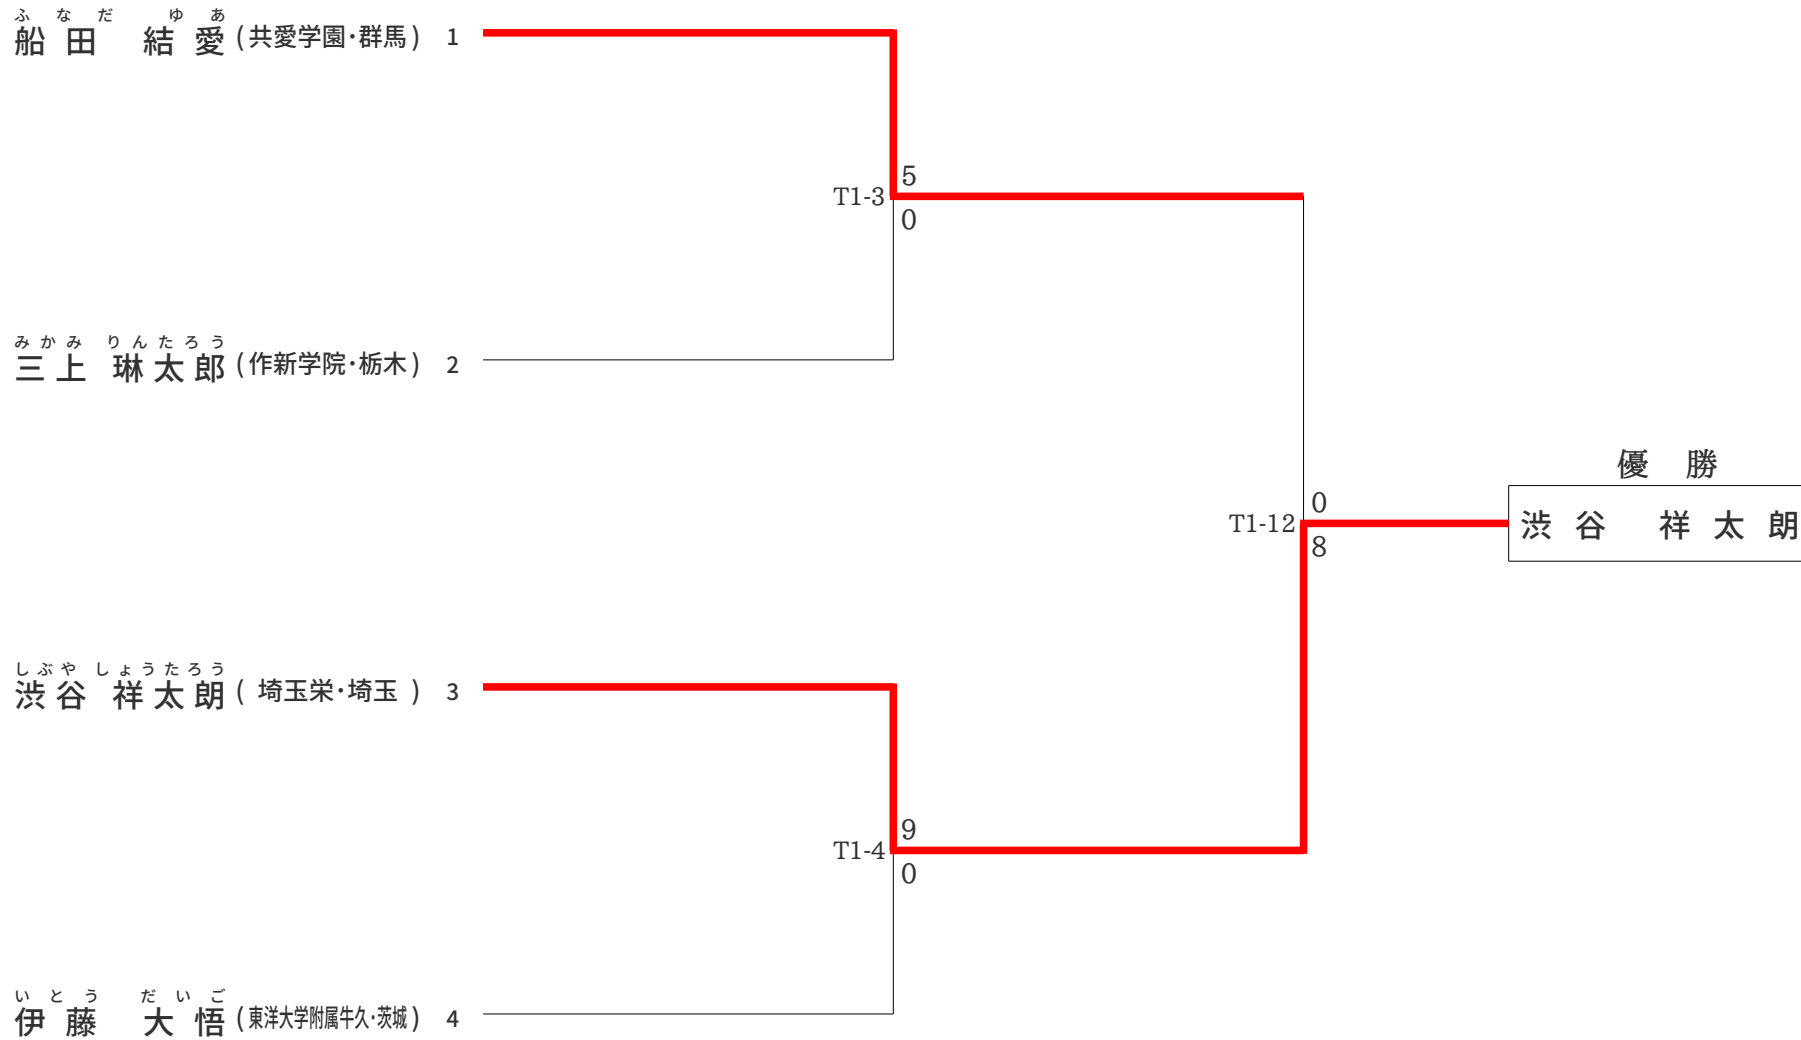 ふなだ ゆあ
船田 結愛 (共愛学園・群馬) 1
5
T1-3
0
みかみ りんたろう
三上 琳太郎 (作新学院・栃木) 2
優勝
0
T1-12
渋谷 祥太朗
8
しぶや しょうたろう
渋谷 祥太朗 (埼玉栄・埼玉) 3
9
T1-4
0
いとう だいご
伊藤 大悟 (東洋大学附属牛久・茨城) 4